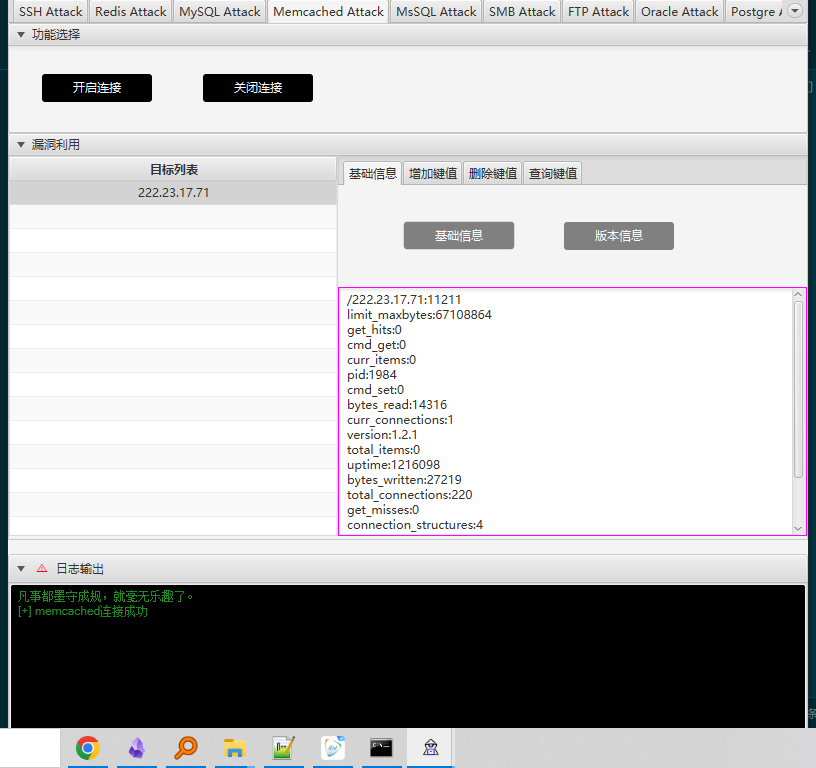 SSH Attack Redis Attack MySQL Attack Memcached Attack MsSQL Attack SMB Attack FTP Attack Oracle Attack Postgre
功能选择
开启连接 关闭连接
漏洞利用
目标列表
222.23.17.71
基础信息 增加键值 删除键值 查询键值
基础信息 版本信息
/222.23.17.71:11211
limit_maxbytes:67108864
get_hits:0
cmd_get:0
curr_items:0
pid:1984
cmd_set:0
bytes_read:14316
curr_connections:1
version:1.2.1
total_items:0
uptime:1216098
bytes_written:27219
total_connections:220
get_misses:0
connection_structures:4
日志输出
凡事都墨守成规，就毫无乐趣了。
[+] memcached连接成功